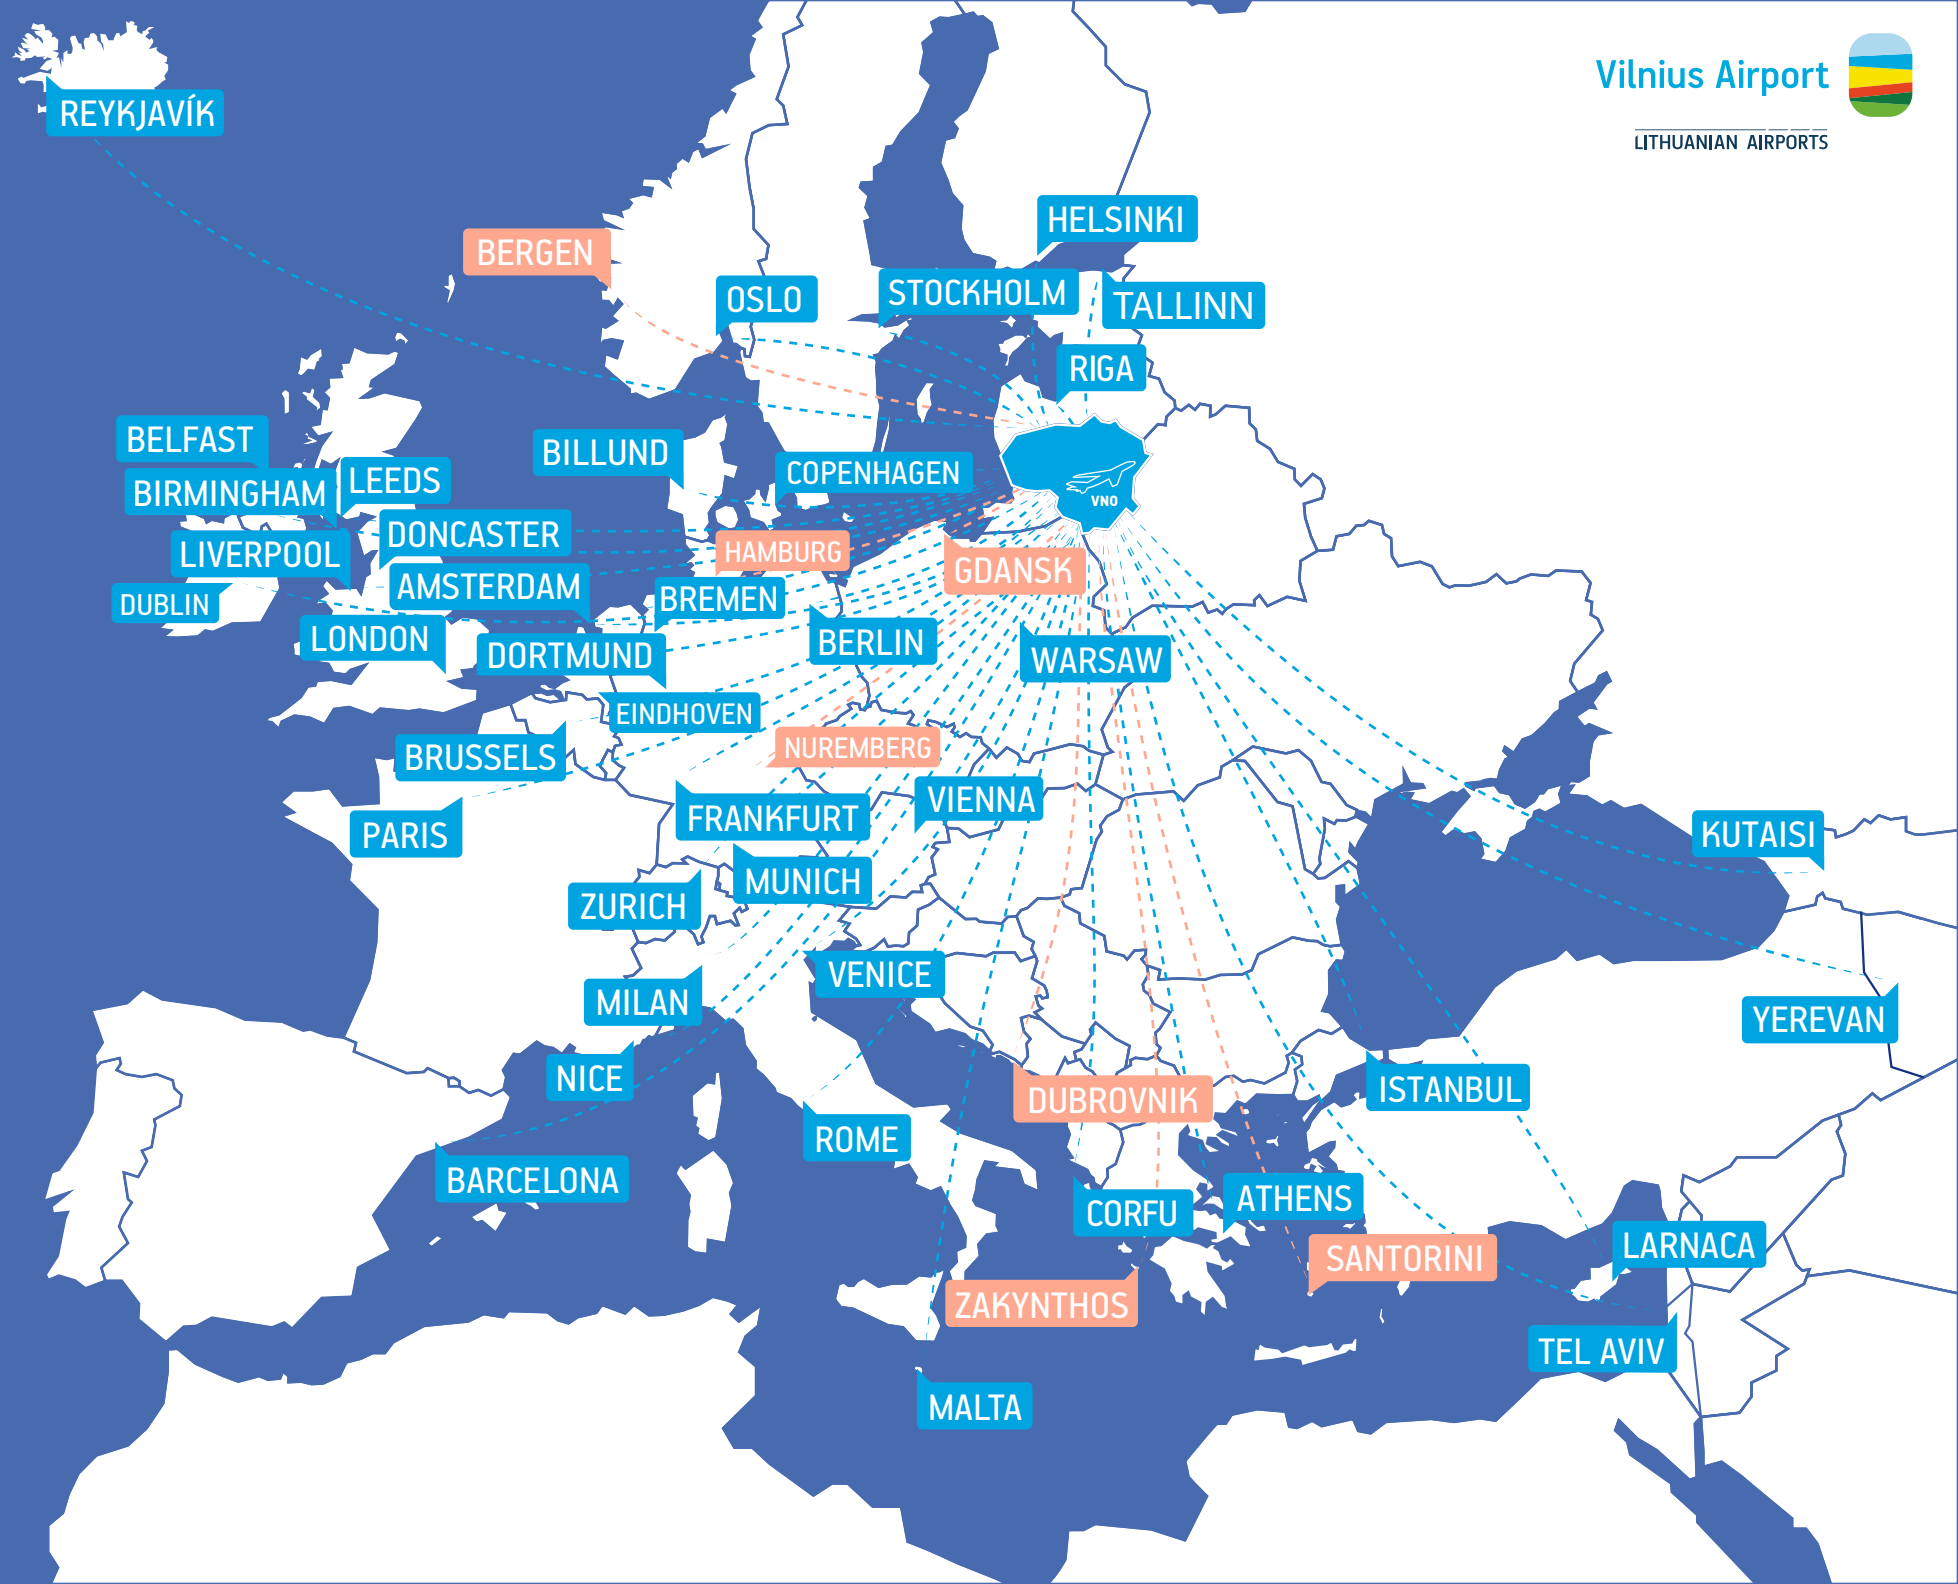 Vilnius Airport
LITHUANIAN AIRPORTS
REYKJAVÍK
HELSINKI
BERGEN
OSLO
STOCKHOLM
TALLINN
RIGA
BELFAST
BILLUND
COPENHAGEN
BIRMINGHAM
LEEDS
VNO
DONCASTER
LIVERPOOL
HAMBURG
GDANSK
AMSTERDAM
BREMEN
DUBLIN
LONDON
DORTMUND
BERLIN
WARSAW
EINDHOVEN
BRUSSELS
NUREMBERG
VIENNA
FRANKFURT
PARIS
KUTAISI
MUNICH
ZURICH
VENICE
MILAN
YEREVAN
NICE
ISTANBUL
DUBROVNIK
ROME
BARCELONA
CORFU
ATHENS
LARNACA
SANTORINI
ZAKYNTHOS
TEL AVIV
MALTA